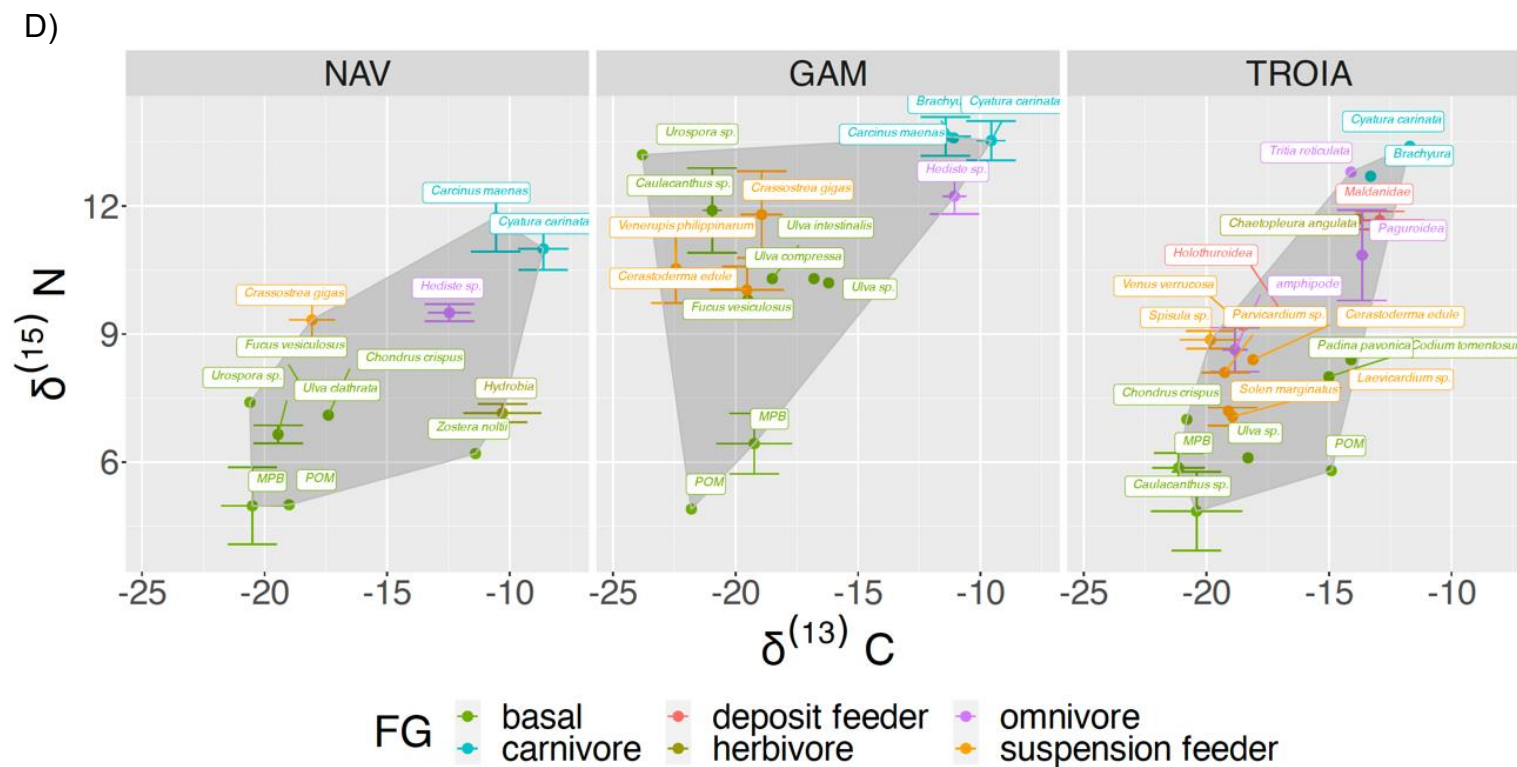 D)
NAV
GAM
TROIA
Carcinus maenas
Cyatura carinata
Crassostrea gigas
Hediste sp.
Fucus vesiculosus
Chondrus crispus
Urospora sp.
Ulva clathrata
Hydrobia
Zostera noltii
MPB
POM
Urospora sp.
Cyatura carinata
Carcinus maenas
Caulacanthus sp.
Crassostrea gigas
Hediste sp.
Venerupis philippinarum
Ulva intestinalis
Ulva compressa
Cerastoderma edule
Ulva sp.
Fucus vesiculosus
MPB
POM
Cyatura carinata
Tritia reticulata
Brachyura
Maldanidae
Chaetopleura angulata
Paguroidea
Holothuroidea
Venus verrucosa
amphipode
Spisula sp.
Parvicardium sp.
Cerastoderma edule
Padina pavonica
Codium tomentosum
Chondrus crispus
Solen marginatus
Laevicardium sp.
MPB
Ulva sp.
POM
Caulacanthus sp.
12
9
6
δ(15) N
-25 -20 -15 -10
-25 -20 -15 -10
-25 -20 -15 -10
δ(13) C
FG
basal
deposit feeder
omnivore
carnivore
herbivore
suspension feeder